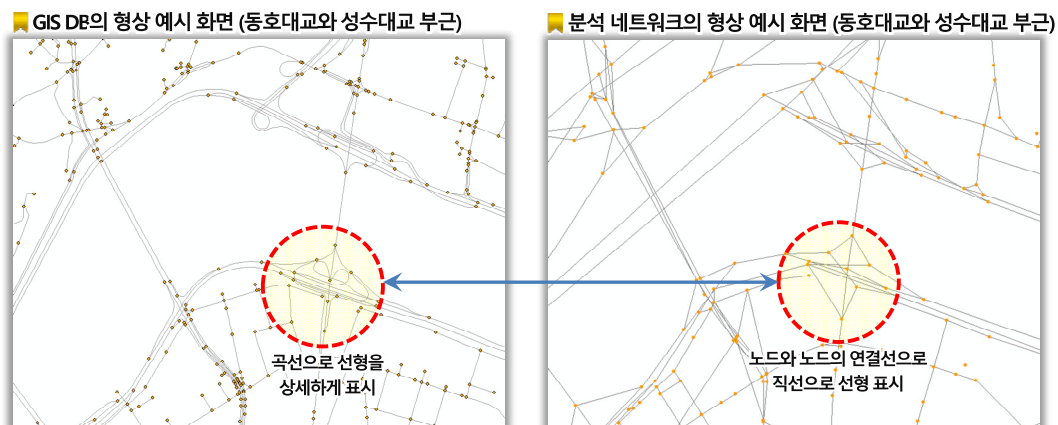 GIS DB의 형상 예시 화면 (동호대교와 성수대교 부근)
분석 네트워크의 형상 예시 화면 (동호대교와 성수대교 부근)
곡선으로 선형을
상세하게 표시
노드와 노드의 연결선으로
직선으로 선형 표시